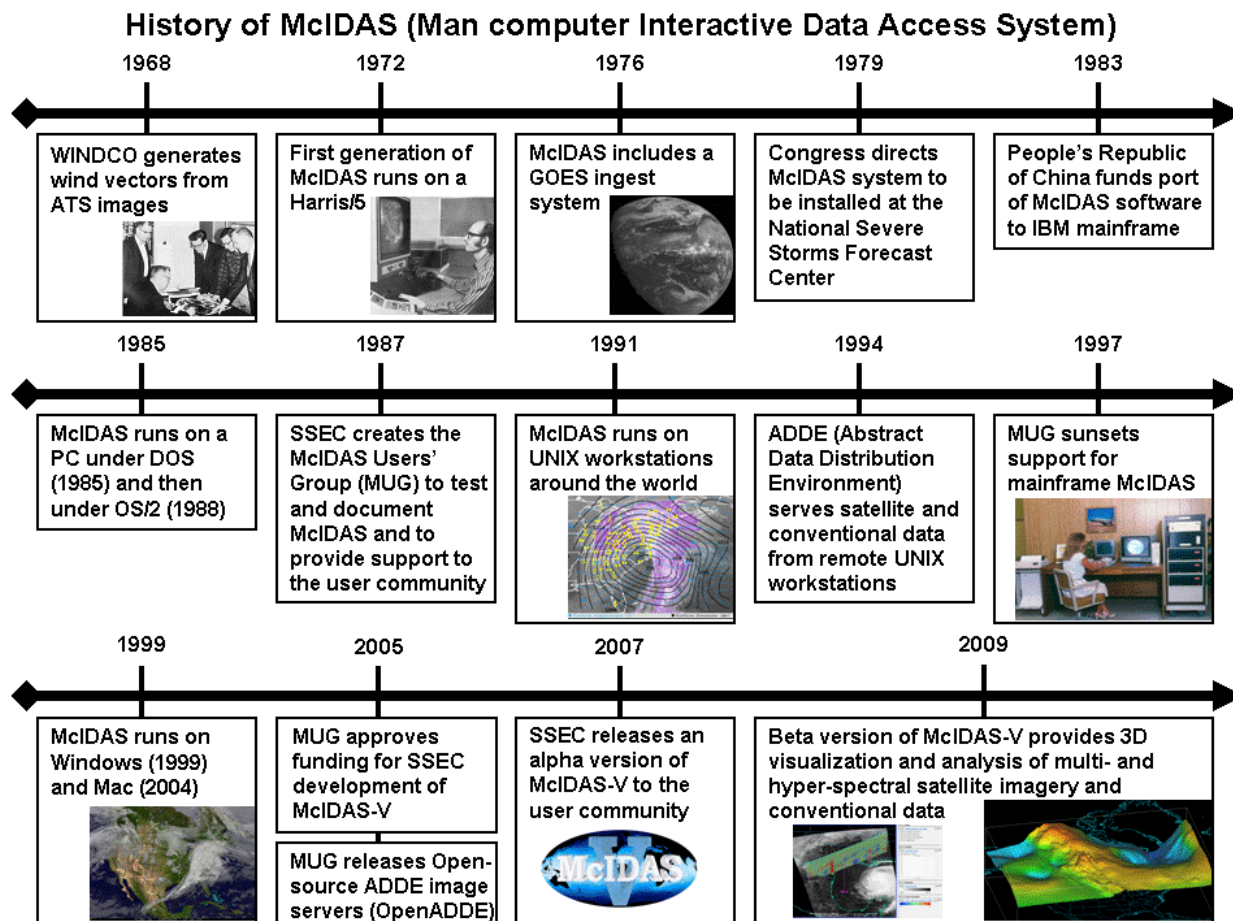 History of McIDAS (Man computer Interactive Data Access System)
1968
1972
1976
1979
1983
WINDCO generates
wind vectors from
ATS images
First generation of
McIDAS runs on a
Harris/5
McIDAS includes a
GOES ingest
system
Congress directs
McIDAS system to
be installed at the
National Severe
Storms Forecast
Center
People's Republic
of China funds port
of McIDAS software
to IBM mainframe
1985
1987
1991
1994
1997
McIDAS runs on a
PC under DOS
(1985) and then
under OS/2 (1988)
SSEC creates the
McIDAS Users'
Group (MUG) to test
and document
McIDAS and to
provide support to
the user community
McIDAS runs on
UNIX workstations
around the world
ADDE (Abstract
Data Distribution
Environment)
serves satellite and
conventional data
from remote UNIX
workstations
MUG sunsets
support for
mainframe McIDAS
1999
2005
2007
2009
McIDAS runs on
Windows (1999)
and Mac (2004)
MUG approves
funding for SSEC
development of
McIDAS-V
MUG releases Open-
source ADDE image
servers (OpenADDE)
SSEC releases an
alpha version of
McIDAS-V to the
user community
V
McIDAS
Beta version of McIDAS-V provides 3D
visualization and analysis of multi- and
hyper-spectral satellite imagery and
conventional data